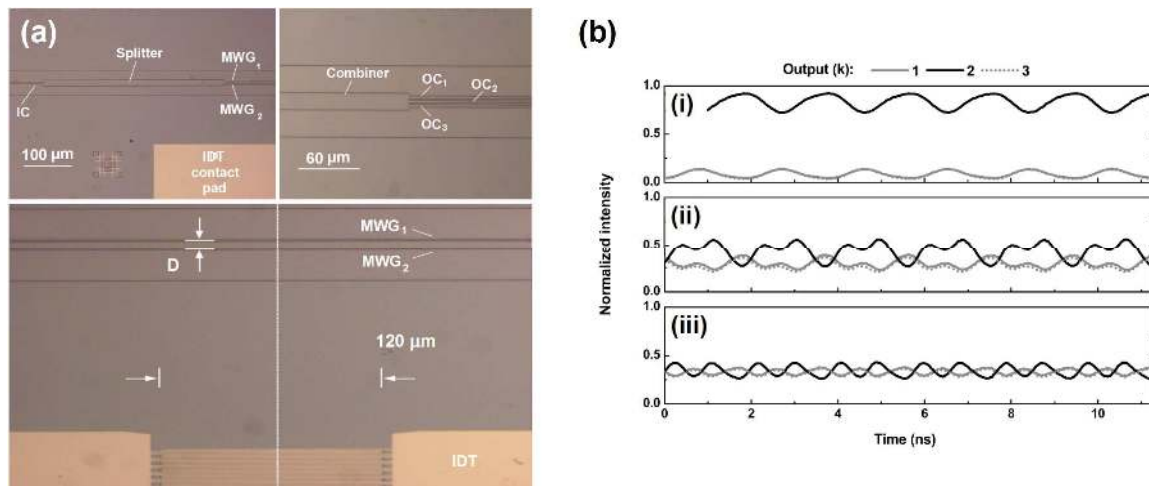 (a)
Splitter
MWG1
IC
MWG2
100 µm
IDT
contact
pad
Combiner
OC1
OC2
OC3
60 µm
MWG1
MWG2
D
120 µm
IDT
(b)
Output (k): 1 2 3
Normalized intensity
(i)
1.0
0.5
0.0
(ii)
1.0
0.5
0.0
(iii)
1.0
0.5
0.0
0 2 4 6 8 10
Time (ns)